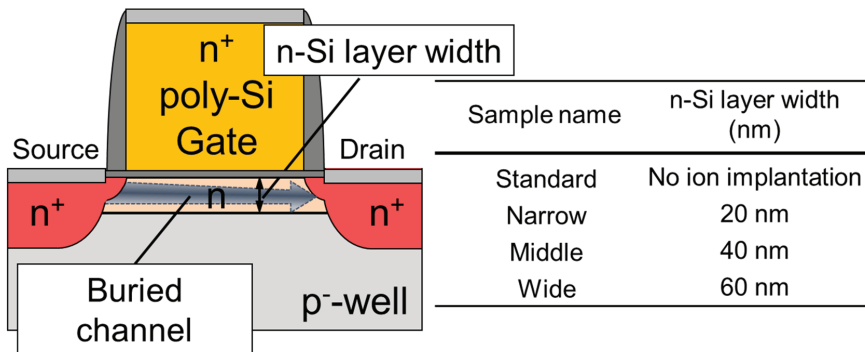 n+
poly-Si
Gate
n-Si layer width
Source
Drain
n+
n
n+
Buried
channel
p⁻-well
Sample name
n-Si layer width
(nm)
Standard
No ion implantation
Narrow
20 nm
Middle
40 nm
Wide
60 nm